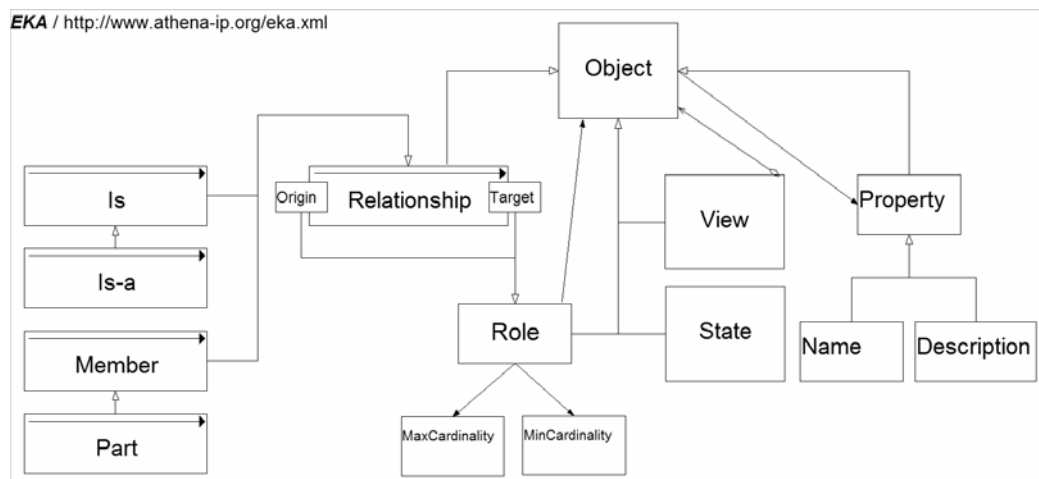 EKA / http://www.athena-ip.org/eka.xml
Object
Is
Origin
Relationship
Target
Property
View
Is-a
Role
State
Name
Description
Member
MaxCardinality
MinCardinality
Part